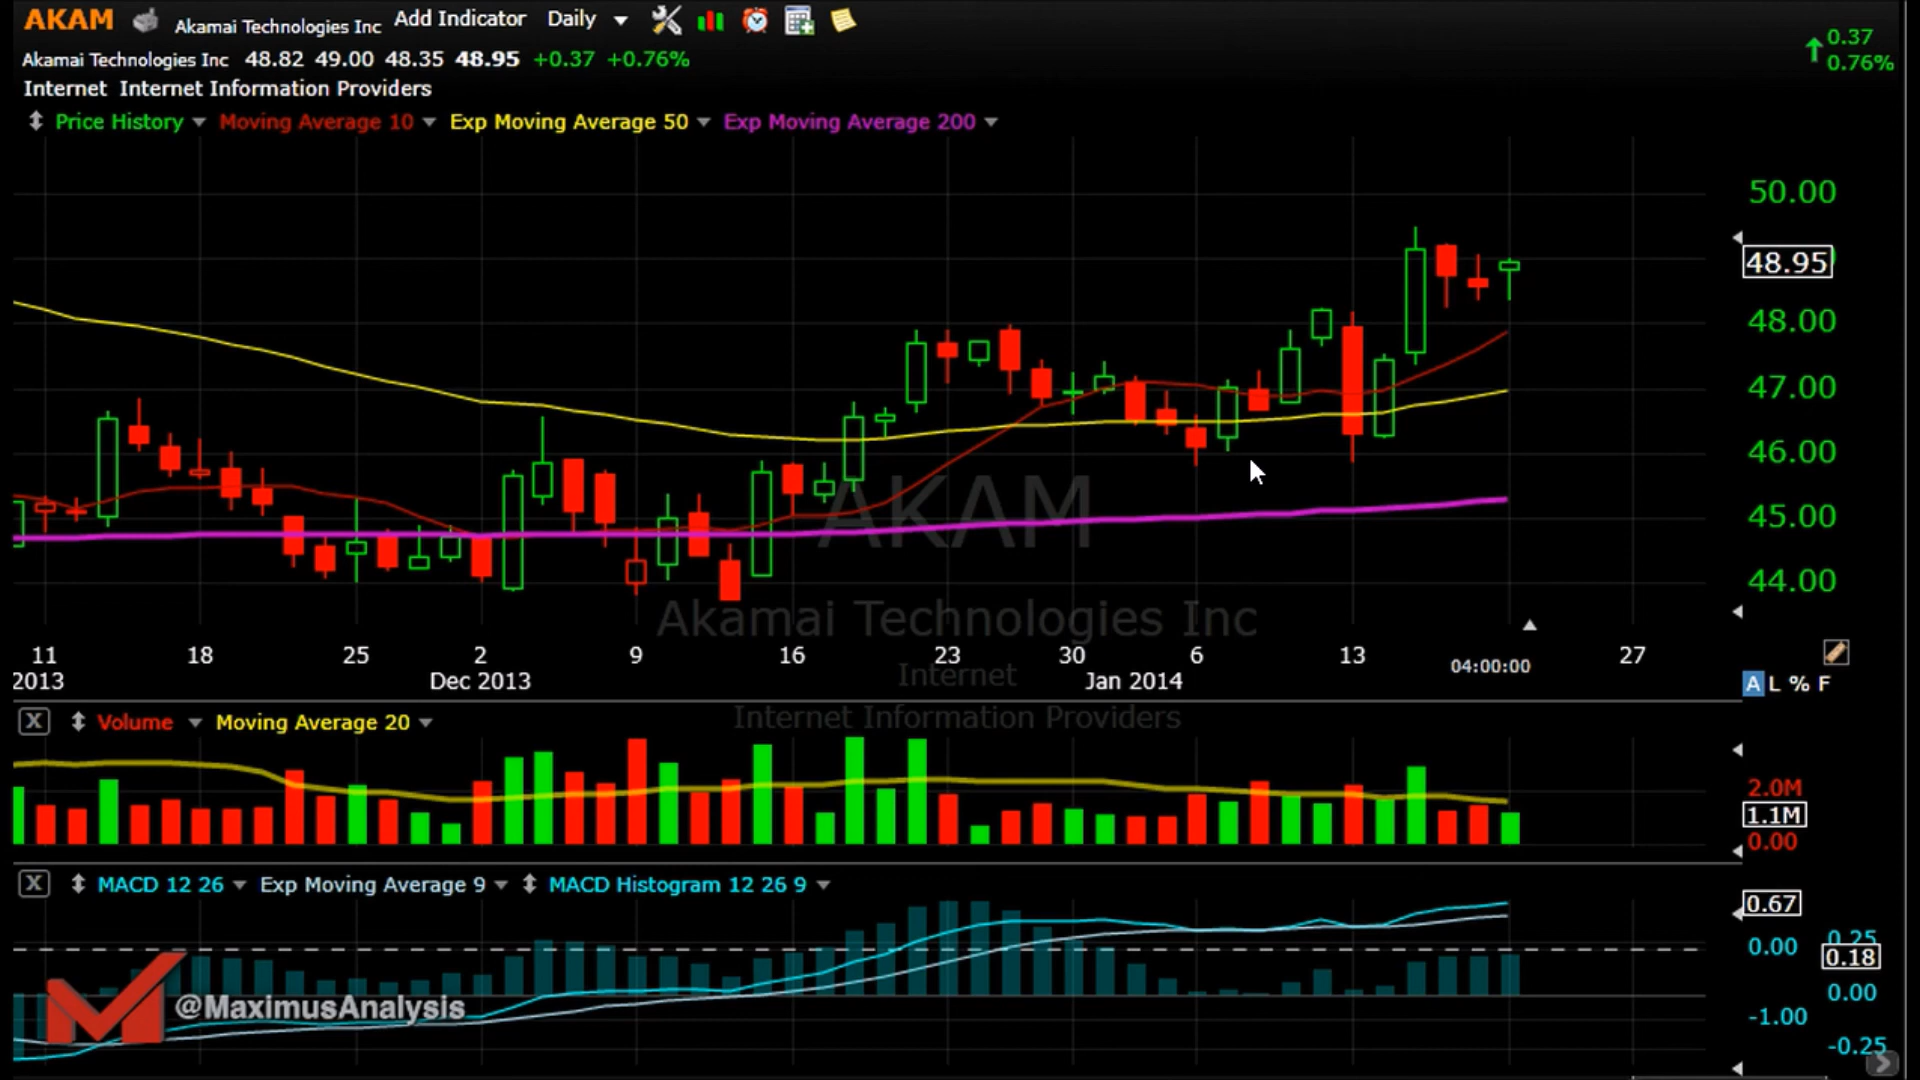 AKAM Akamai Technologies Inc Add Indicator Daily
Akamai Technologies Inc 48.82 49.00 48.35 48.95 +0.37 +0.76%
0.37
0.76%
Internet Internet Information Providers
Price History Moving Average 10 Exp Moving Average 50 Exp Moving Average 200
50.00
48.95
48.00
47.00
46.00
45.00
44.00
AKAM
Akamai Technologies Inc
Internet
Internet Information Providers
11 18 25 2 9 16 23 30 6 13 04:00:00 27
2013 Dec 2013 Jan 2014
A L % F
X Volume Moving Average 20
2.0M
1.1M
0.00
X MACD 12 26 Exp Moving Average 9 MACD Histogram 12 26 9
0.67
0.00 0.25
0.18
0.00
-1.00
-0.25
@MaximusAnalysis